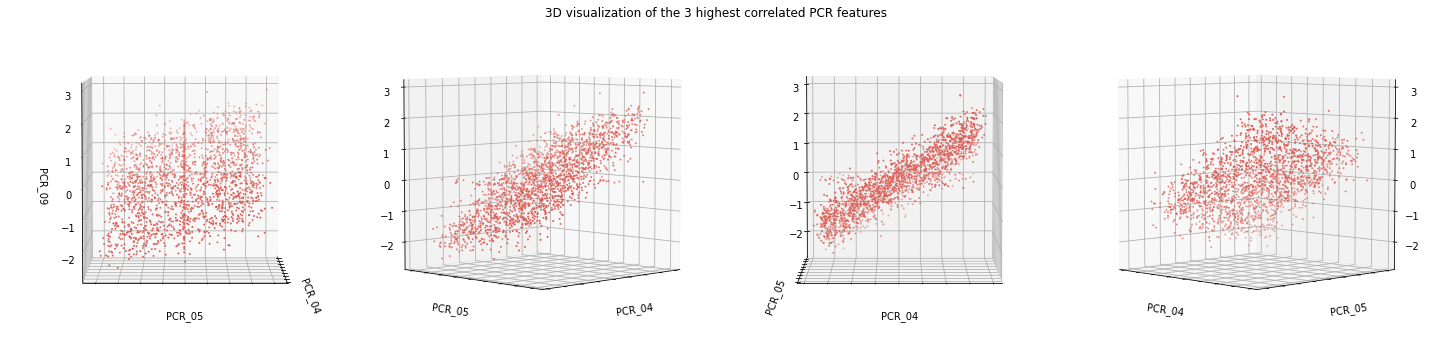 3D visualization of the 3 highest correlated PCR features
3
2
1
0
−1
−2
PCR_09
PCR_05
PCR_04
3
2
1
0
−1
−2
PCR_05
PCR_04
3
2
1
0
−1
−2
PCR_05
PCR_04
3
2
1
0
−1
−2
PCR_04
PCR_05